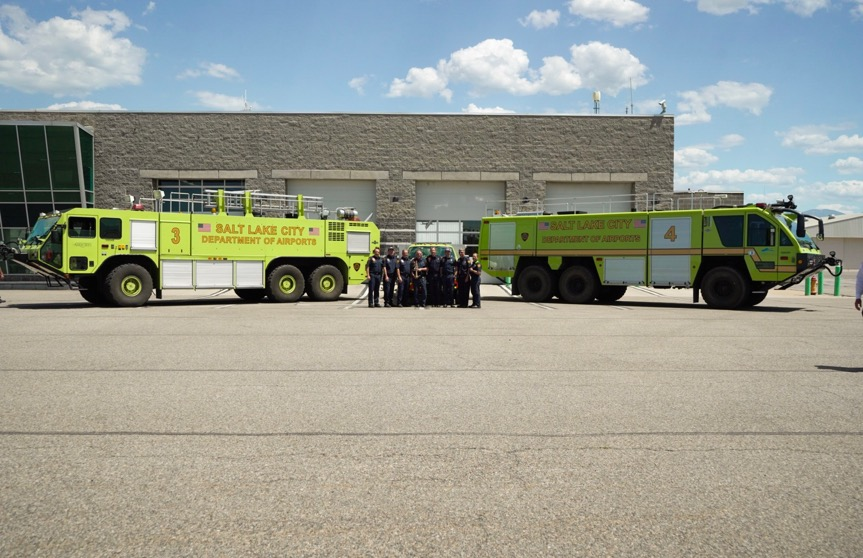 3
SALT LAKE CITY
DEPARTMENT OF AIRPORTS
SALT LAKE CITY
DEPARTMENT OF AIRPORTS
4